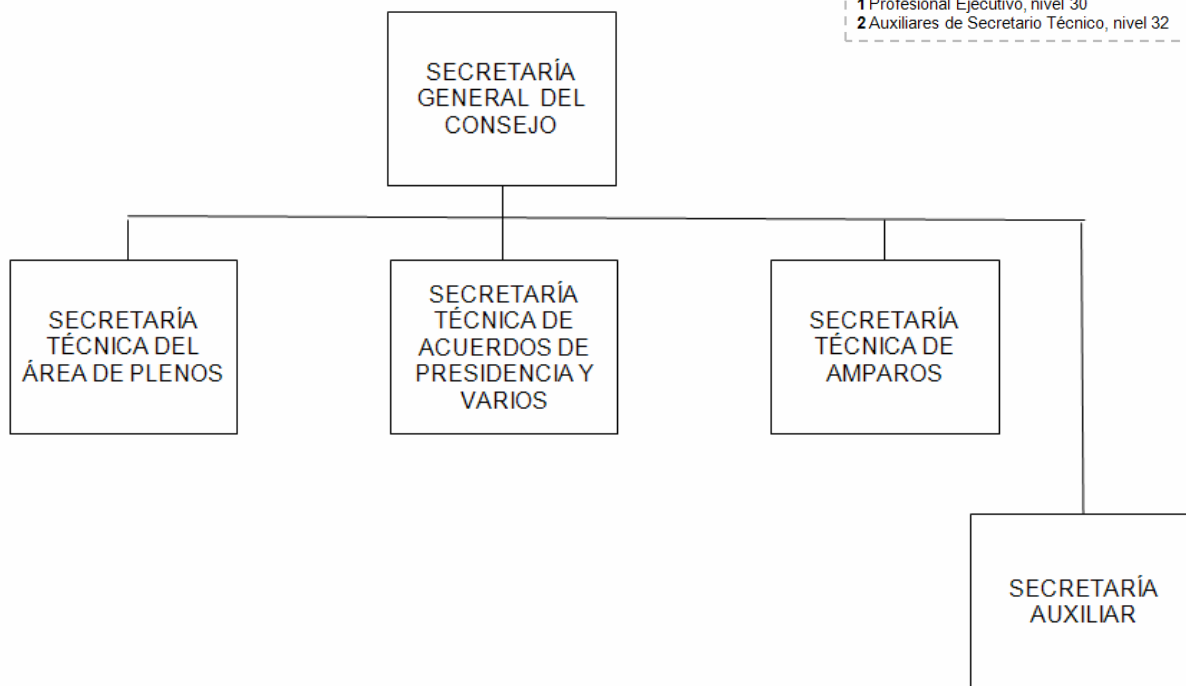 1 Profesional Ejecutivo, nivel 30
2 Auxiliares de Secretario Técnico, nivel 32
SECRETARÍA
GENERAL DEL
CONSEJO
SECRETARÍA
TÉCNICA DEL
ÁREA DE PLENOS
SECRETARÍA
TÉCNICA DE
ACUERDOS DE
PRESIDENCIA Y
VARIOS
SECRETARÍA
TÉCNICA DE
AMPAROS
SECRETARÍA
AUXILIAR